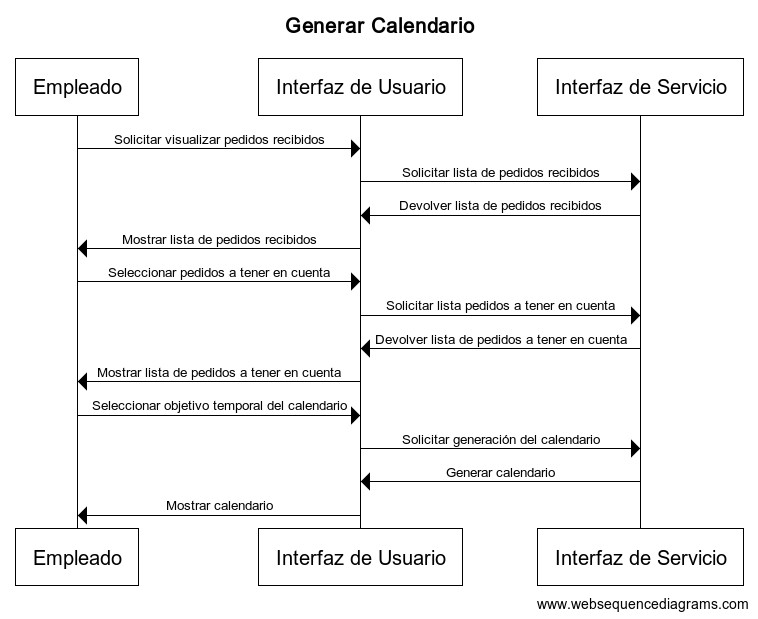 Generar Calendario
Empleado
Interfaz de Usuario
Interfaz de Servicio
Solicitar visualizar pedidos recibidos
Solicitar lista de pedidos recibidos
Devolver lista de pedidos recibidos
Mostrar lista de pedidos recibidos
Seleccionar pedidos a tener en cuenta
Solicitar lista pedidos a tener en cuenta
Devolver lista de pedidos a tener en cuenta
Mostrar lista de pedidos a tener en cuenta
Seleccionar objetivo temporal del calendario
Solicitar generación del calendario
Generar calendario
Mostrar calendario
Empleado
Interfaz de Usuario
Interfaz de Servicio
www.websequencediagrams.com